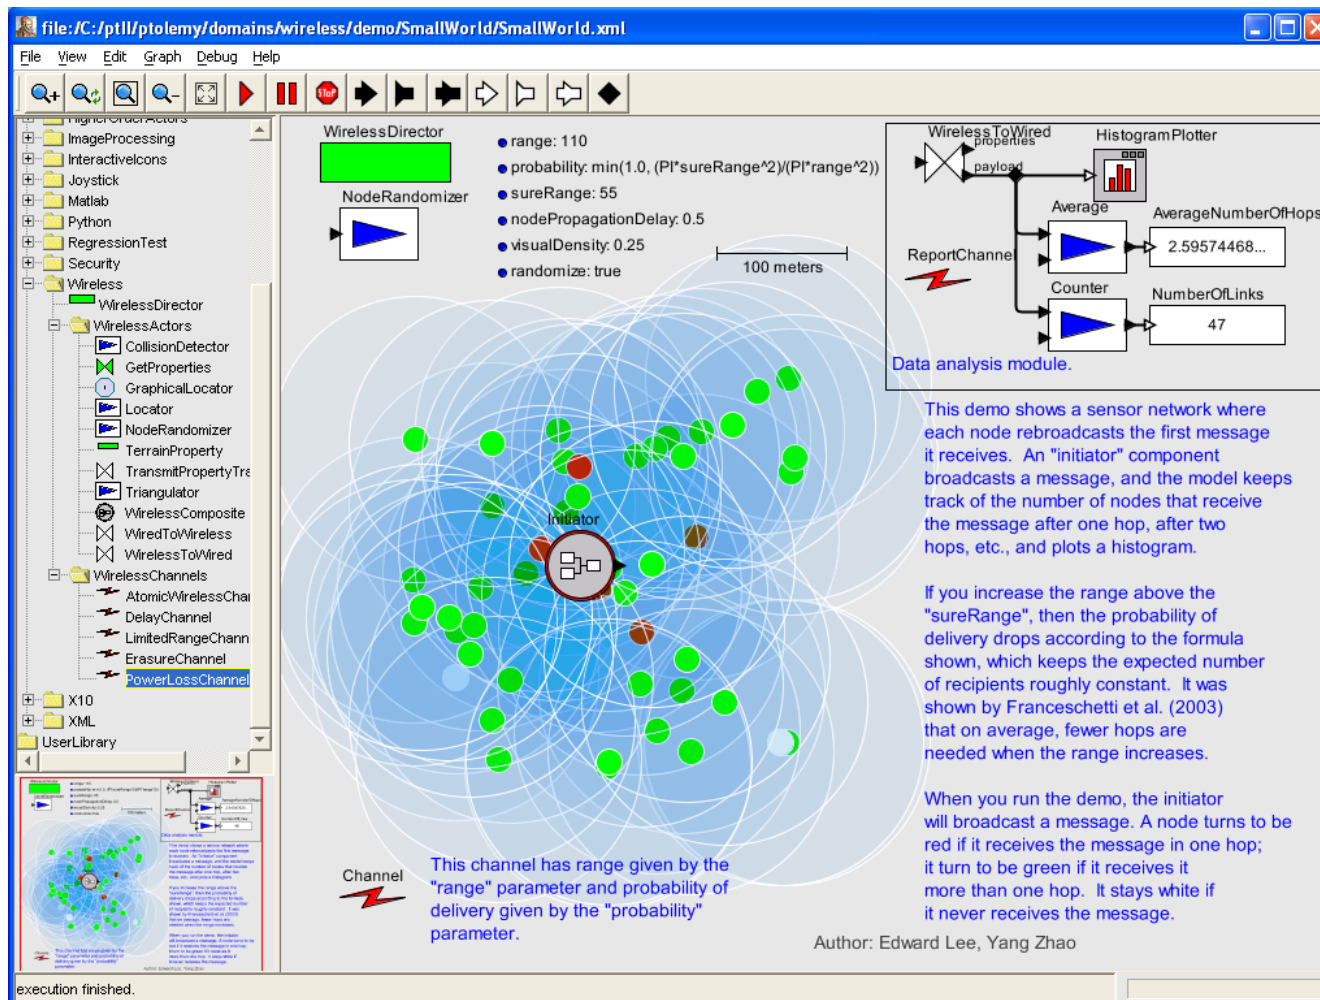 file:/C:/ptII/ptolemy/domains/wireless/demo/SmallWorld/SmallWorld.xml
File View Edit Graph Debug Help
STOP
HigherOrderActors
ImageProcessing
InteractiveIcons
Joystick
Matlab
Python
RegressionTest
Security
Wireless
WirelessDirector
WirelessActors
CollisionDetector
GetProperties
GraphicalLocator
Locator
NodeRandomizer
TerrainProperty
TransmitPropertyTra
Triangulator
WirelessComposite
WiredToWireless
WirelessToWired
WirelessChannels
AtomicWirelessChar
DelayChannel
LimitedRangeChann
ErasureChannel
PowerLossChannel
X10
XML
UserLibrary
WirelessDirector
NodeRandomizer
range: 110
probability: min(1.0, (PI*sureRange^2)/(PI*range^2))
sureRange: 55
nodePropagationDelay: 0.5
visualDensity: 0.25
randomize: true
100 meters
WirelessToWired
properties
payload
HistogramPlotter
Average
AverageNumberOfHops
2.59574468...
ReportChannel
Counter
NumberOfLinks
47
Data analysis module.
Initiator
This demo shows a sensor network where
each node rebroadcasts the first message
it receives. An "initiator" component
broadcasts a message, and the model keeps
track of the number of nodes that receive
the message after one hop, after two
hops, etc., and plots a histogram.
If you increase the range above the
"sureRange", then the probability of
delivery drops according to the formula
shown, which keeps the expected number
of recipients roughly constant. It was
shown by Franceschetti et al. (2003)
that on average, fewer hops are
needed when the range increases.
When you run the demo, the initiator
will broadcast a message. A node turns to be
red if it receives the message in one hop;
it turn to be green if it receives it
more than one hop. It stays white if
it never receives the message.
Channel
This channel has range given by the
"range" parameter and probability of
delivery given by the "probability"
parameter.
Author: Edward Lee, Yang Zhao
execution finished.